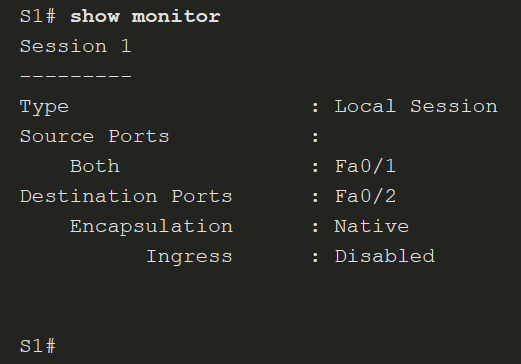 S1# show monitor
Session 1
---------
Type                   : Local Session
Source Ports           :
    Both               : Fa0/1
Destination Ports      : Fa0/2
    Encapsulation      : Native
          Ingress      : Disabled
S1#